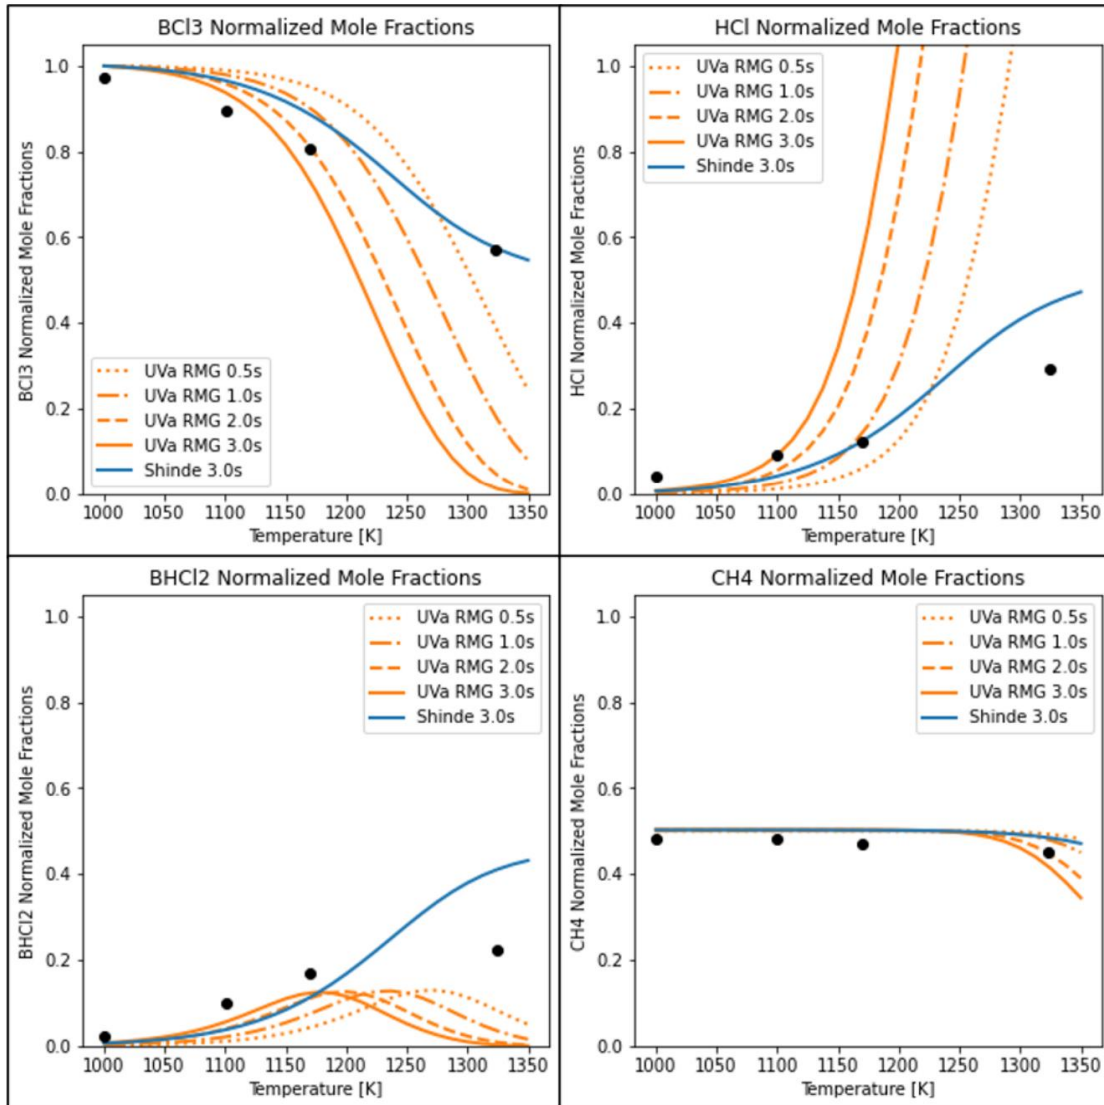 BCl3 Normalized Mole Fractions
BCl3 Normalized Mole Fractions
1.0
0.8
0.6
0.4
0.2
0.0
UVa RMG 0.5s
UVa RMG 1.0s
UVa RMG 2.0s
UVa RMG 3.0s
Shinde 3.0s
1000 1050 1100 1150 1200 1250 1300 1350
Temperature [K]
HCl Normalized Mole Fractions
HCl Normalized Mole Fractions
1.0
0.8
0.6
0.4
0.2
0.0
UVa RMG 0.5s
UVa RMG 1.0s
UVa RMG 2.0s
UVa RMG 3.0s
Shinde 3.0s
1000 1050 1100 1150 1200 1250 1300 1350
Temperature [K]
BHCl2 Normalized Mole Fractions
BHCl2 Normalized Mole Fractions
1.0
0.8
0.6
0.4
0.2
0.0
UVa RMG 0.5s
UVa RMG 1.0s
UVa RMG 2.0s
UVa RMG 3.0s
Shinde 3.0s
1000 1050 1100 1150 1200 1250 1300 1350
Temperature [K]
CH4 Normalized Mole Fractions
CH4 Normalized Mole Fractions
1.0
0.8
0.6
0.4
0.2
0.0
UVa RMG 0.5s
UVa RMG 1.0s
UVa RMG 2.0s
UVa RMG 3.0s
Shinde 3.0s
1000 1050 1100 1150 1200 1250 1300 1350
Temperature [K]